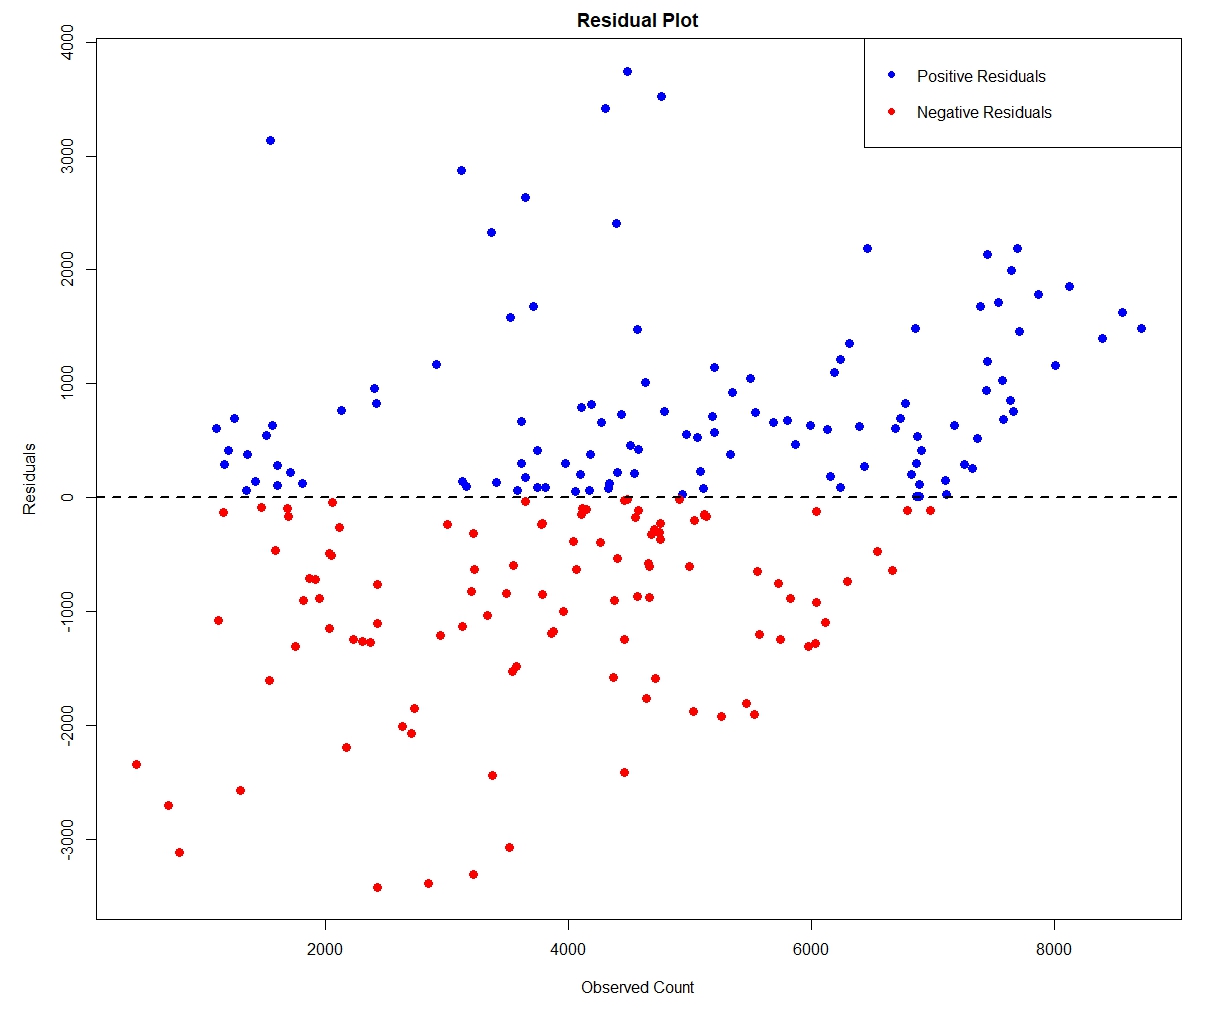 Residual Plot
Positive Residuals
Negative Residuals
4000
3000
2000
1000
0
-1000
-2000
-3000
Residuals
2000 4000 6000 8000
Observed Count